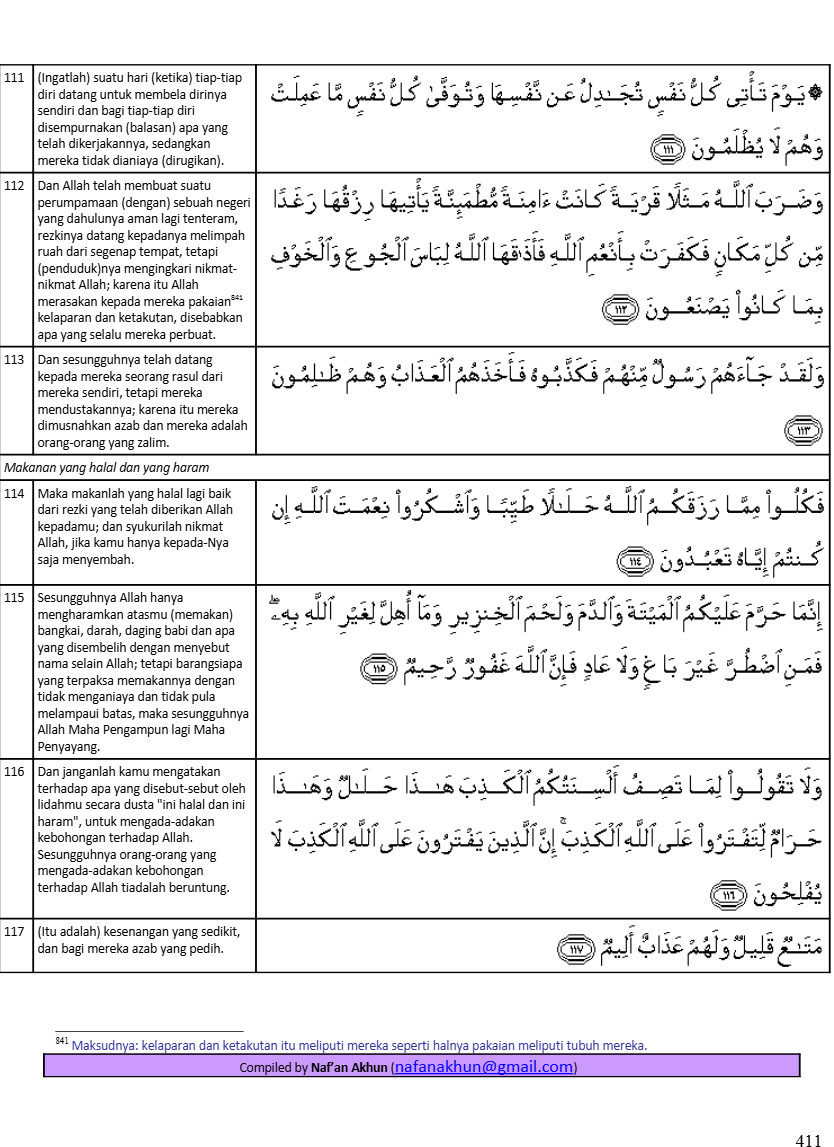 111
(Ingatlah) suatu hari (ketika) tiap-tiap
diri datang untuk membela dirinya
sendiri dan bagi tiap-tiap diri
disempurnakan (balasan) apa yang
telah dikerjakannya, sedangkan
mereka tidak dianiaya (dirugikan).
۞ يَوْمَ تَأْتِى كُلُّ نَفْسٍ تُجَـٰدِلُ عَن نَّفْسِهَا وَتُوَفَّىٰ كُلُّ نَفْسٍ مَّا عَمِلَتْ
وَهُمْ لَا يُظْلَمُونَ ١١١
112
Dan Allah telah membuat suatu
perumpamaan (dengan) sebuah negeri
yang dahulunya aman lagi tenteram,
rezkinya datang kepadanya melimpah
ruah dari segenap tempat, tetapi
(penduduk)nya mengingkari nikmat-
nikmat Allah; karena itu Allah
merasakan kepada mereka pakaian841
kelaparan dan ketakutan, disebabkan
apa yang selalu mereka perbuat.
وَضَرَبَ ٱللَّهُ مَثَلًا قَرْيَةً كَانَتْ ءَامِنَةً مُّطْمَئِنَّةً يَأْتِيهَا رِزْقُهَا رَغَدًا
مِّن كُلِّ مَكَانٍ فَكَفَرَتْ بِأَنْعُمِ ٱللَّهِ فَأَذَٰقَهَا ٱللَّهُ لِبَاسَ ٱلْجُوعِ وَٱلْخَوْفِ
بِمَا كَانُوا۟ يَصْنَعُونَ ١١٢
113
Dan sesungguhnya telah datang
kepada mereka seorang rasul dari
mereka sendiri, tetapi mereka
mendustakannya; karena itu mereka
dimusnahkan azab dan mereka adalah
orang-orang yang zalim.
وَلَقَدْ جَآءَهُمْ رَسُولٌ مِّنْهُمْ فَكَذَّبُوهُ فَأَخَذَهُمُ ٱلْعَذَابُ وَهُمْ ظَـٰلِمُونَ
١١٣
Makanan yang halal dan yang haram
114
Maka makanlah yang halal lagi baik
dari rezki yang telah diberikan Allah
kepadamu; dan syukurilah nikmat
Allah, jika kamu hanya kepada-Nya
saja menyembah.
فَكُلُوا۟ مِمَّا رَزَقَكُمُ ٱللَّهُ حَلَـٰلًا طَيِّبًا وَٱشْكُرُوا۟ نِعْمَتَ ٱللَّهِ إِن
كُنتُمْ إِيَّاهُ تَعْبُدُونَ ١١٤
115
Sesungguhnya Allah hanya
mengharamkan atasmu (memakan)
bangkai, darah, daging babi dan apa
yang disembelih dengan menyebut
nama selain Allah; tetapi barangsiapa
yang terpaksa memakannya dengan
tidak menganiaya dan tidak pula
melampaui batas, maka sesungguhnya
Allah Maha Pengampun lagi Maha
Penyayang.
إِنَّمَا حَرَّمَ عَلَيْكُمُ ٱلْمَيْتَةَ وَٱلدَّمَ وَلَحْمَ ٱلْخِنزِيرِ وَمَآ أُهِلَّ لِغَيْرِ ٱللَّهِ بِهِۦ ۖ
فَمَنِ ٱضْطُرَّ غَيْرَ بَاغٍ وَلَا عَادٍ فَإِنَّ ٱللَّهَ غَفُورٌ رَّحِيمٌ ١١٥
116
Dan janganlah kamu mengatakan
terhadap apa yang disebut-sebut oleh
lidahmu secara dusta "ini halal dan ini
haram", untuk mengada-adakan
kebohongan terhadap Allah.
Sesungguhnya orang-orang yang
mengada-adakan kebohongan
terhadap Allah tiadalah beruntung.
وَلَا تَقُولُوا۟ لِمَا تَصِفُ أَلْسِنَتُكُمُ ٱلْكَذِبَ هَـٰذَا حَلَـٰلٌ وَهَـٰذَا
حَرَامٌ لِّتَفْتَرُوا۟ عَلَى ٱللَّهِ ٱلْكَذِبَ ۚ إِنَّ ٱلَّذِينَ يَفْتَرُونَ عَلَى ٱللَّهِ ٱلْكَذِبَ لَا
يُفْلِحُونَ ١١٦
117
(Itu adalah) kesenangan yang sedikit,
dan bagi mereka azab yang pedih.
مَتَـٰعٌ قَلِيلٌ وَلَهُمْ عَذَابٌ أَلِيمٌ ١١٧
841 Maksudnya: kelaparan dan ketakutan itu meliputi mereka seperti halnya pakaian meliputi tubuh mereka.
Compiled by Naf'an Akhun (nafanakhun@gmail.com)
411